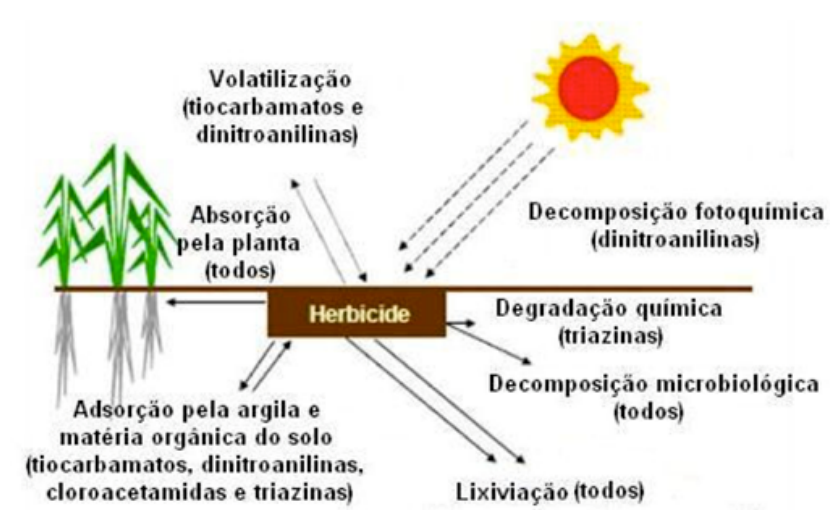 Volatilização
(tiocarbamatos e
dinitroanilinas)
Absorção
pela planta
(todos)
Decomposição fotoquímica
(dinitroanilinas)
Herbicide
Degradação química
(triazinas)
Decomposição microbiológica
(todos)
Adsorção pela argila e
matéria orgânica do solo
(tiocarbamatos, dinitroanilinas,
cloroacetamidas e triazinas)
Lixiviação (todos)